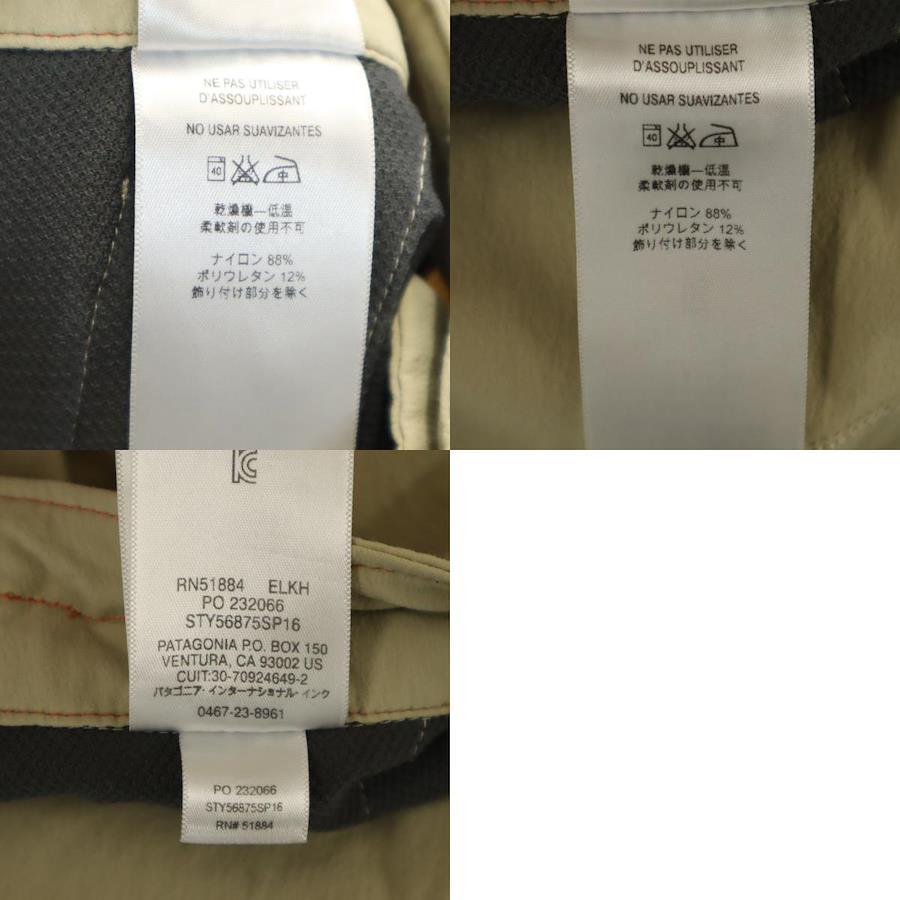 NE PAS UTILISER
D'ASSOUPLISSANT
NO USAR SUAVIZANTES
40 中
乾燥機—低温
柔軟剤の使用不可
ナイロン 88%
ポリウレタン 12%
飾り付け部分を除く
NE PAS UTILISER
D'ASSOUPLISSANT
NO USAR SUAVIZANTES
40 中
乾燥機—低温
柔軟剤の使用不可
ナイロン 88%
ポリウレタン 12%
飾り付け部分を除く
RN51884 ELKH
PO 232066
STY56875SP16
PATAGONIA P.O. BOX 150
VENTURA, CA 93002 US
CUIT:30-70924649-2
パタゴニア・インターナショナル・インク
0467-23-8961
PO 232066
STY56875SP16
RN# 51884